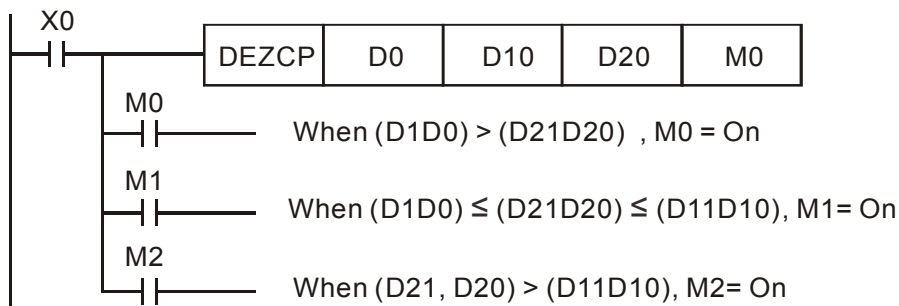 X0
DEZCP D0 D10 D20 M0
M0
When (D1D0) > (D21D20) , M0 = On
M1
When (D1D0) ≤ (D21D20) ≤ (D11D10), M1= On
M2
When (D21, D20) > (D11D10), M2= On